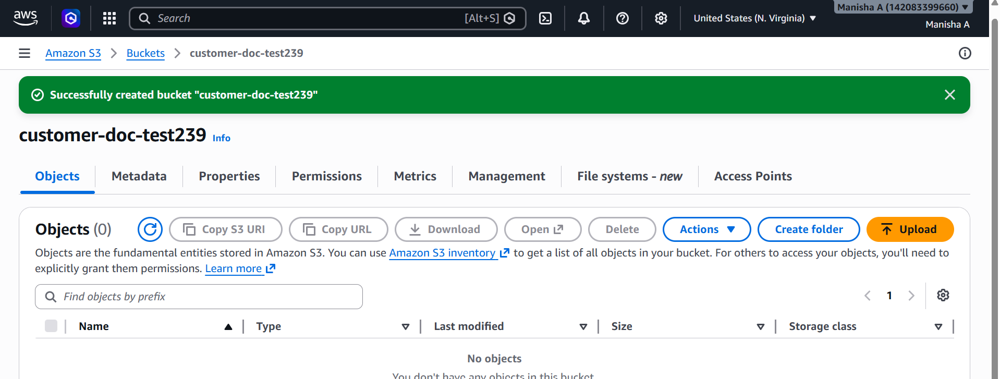 aws
Search [Alt+S]
United States (N. Virginia)
Manisha A (142083399660)
Manisha A
Amazon S3 Buckets customer-doc-test239
Successfully created bucket "customer-doc-test239"
customer-doc-test239 Info
Objects Metadata Properties Permissions Metrics Management File systems - new Access Points
Objects (0) Copy S3 URI Copy URL Download Open Delete Actions Create folder Upload
Objects are the fundamental entities stored in Amazon S3. You can use Amazon S3 inventory to get a list of all objects in your bucket. For others to access your objects, you'll need to
explicitly grant them permissions. Learn more
Find objects by prefix
1
Name Type Last modified Size Storage class
No objects
You don't have any objects in this bucket